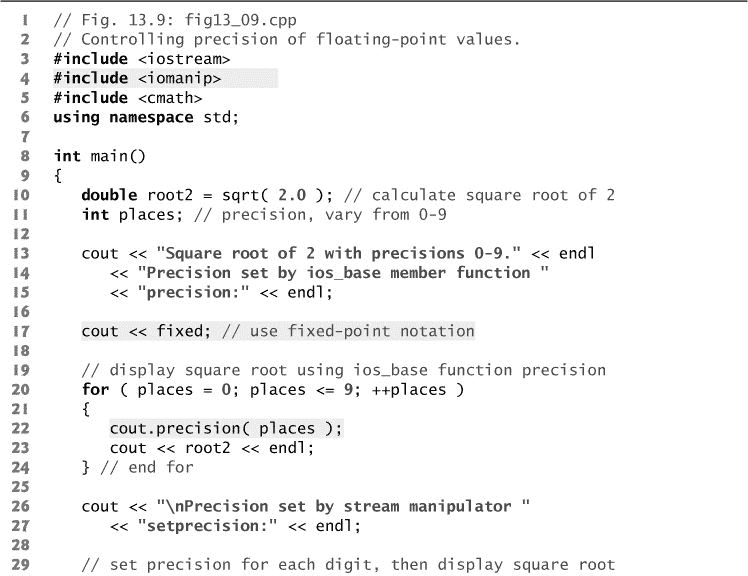 1 // Fig. 13.9: fig13_09.cpp
2 // Controlling precision of floating-point values.
3 #include <iostream>
4 #include <iomanip>
5 #include <cmath>
6 using namespace std;
7
8 int main()
9 {
10    double root2 = sqrt( 2.0 ); // calculate square root of 2
11    int places; // precision, vary from 0-9
12
13    cout << "Square root of 2 with precisions 0-9." << endl
14       << "Precision set by ios_base member function "
15       << "precision:" << endl;
16
17    cout << fixed; // use fixed-point notation
18
19    // display square root using ios_base function precision
20    for ( places = 0; places <= 9; ++places )
21    {
22       cout.precision( places );
23       cout << root2 << endl;
24    } // end for
25
26    cout << "\nPrecision set by stream manipulator "
27       << "setprecision:" << endl;
28
29    // set precision for each digit, then display square root